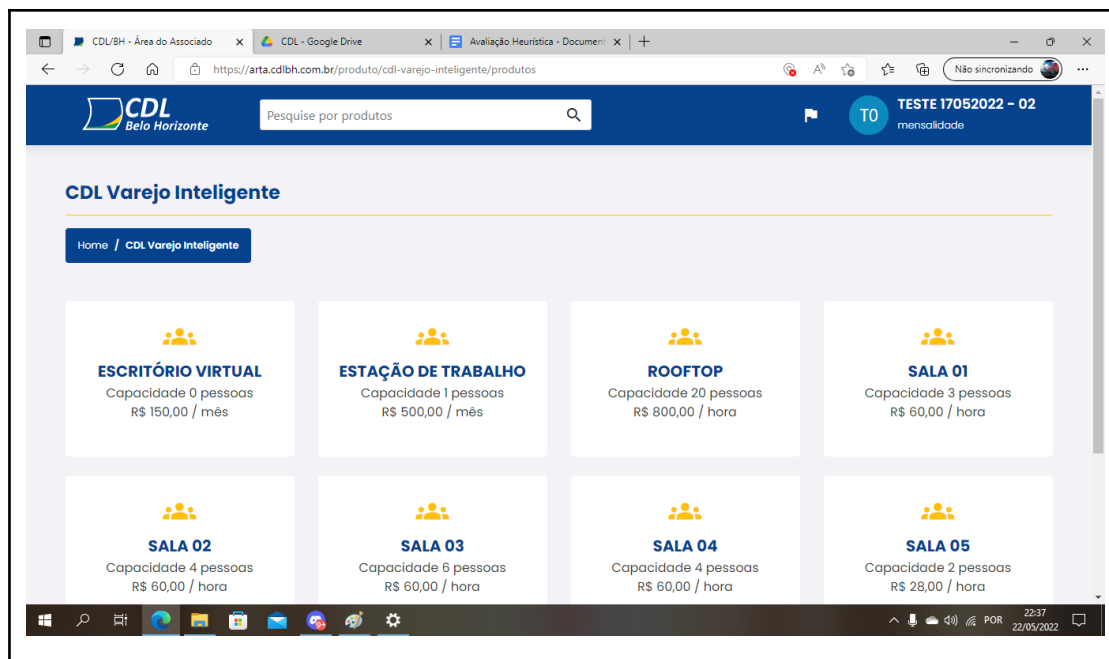 CDL/BH - Área do Associado
CDL - Google Drive
Avaliação Heurística - Document
https://arta.cdlbh.com.br/produto/cdl-varejo-inteligente/produtos
Não sincronizando
CDL
Belo Horizonte
Pesquise por produtos
T0
TESTE 17052022 - 02
mensalidade
CDL Varejo Inteligente
Home / CDL Varejo Inteligente
ESCRITÓRIO VIRTUAL
Capacidade 0 pessoas
R$ 150,00 / mês
ESTAÇÃO DE TRABALHO
Capacidade 1 pessoas
R$ 500,00 / mês
ROOFTOP
Capacidade 20 pessoas
R$ 800,00 / hora
SALA 01
Capacidade 3 pessoas
R$ 60,00 / hora
SALA 02
Capacidade 4 pessoas
R$ 60,00 / hora
SALA 03
Capacidade 6 pessoas
R$ 60,00 / hora
SALA 04
Capacidade 4 pessoas
R$ 60,00 / hora
SALA 05
Capacidade 2 pessoas
R$ 28,00 / hora
POR
22:37
22/05/2022